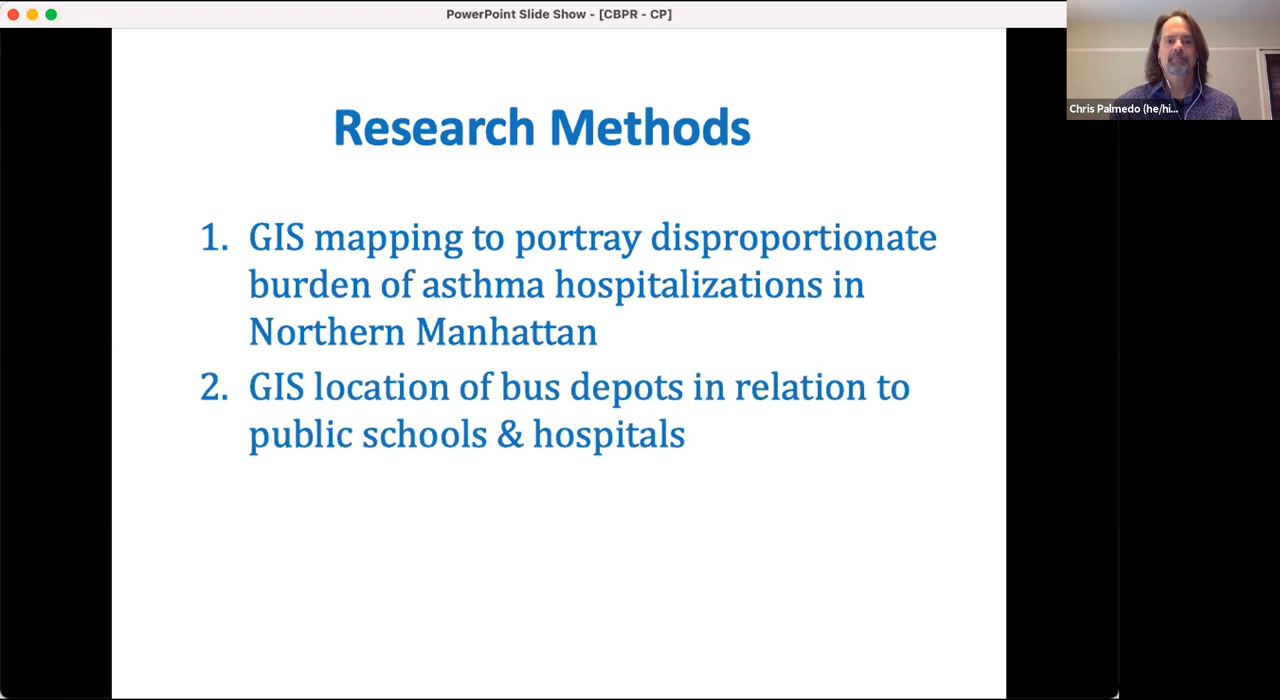 PowerPoint Slide Show - [CBPR - CP]
Chris Palmedo (he/hi...
Research Methods
1. GIS mapping to portray disproportionate
burden of asthma hospitalizations in
Northern Manhattan
2. GIS location of bus depots in relation to
public schools & hospitals